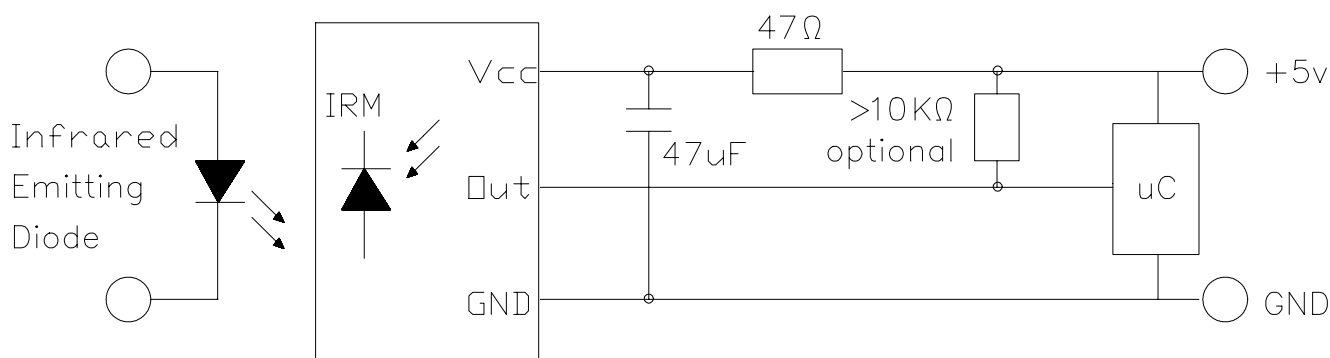 47Ω
Vcc
+5v
IRM
>10KΩ
optional
Infrared
Emitting
Diode
47uF
Out
uC
GND
GND